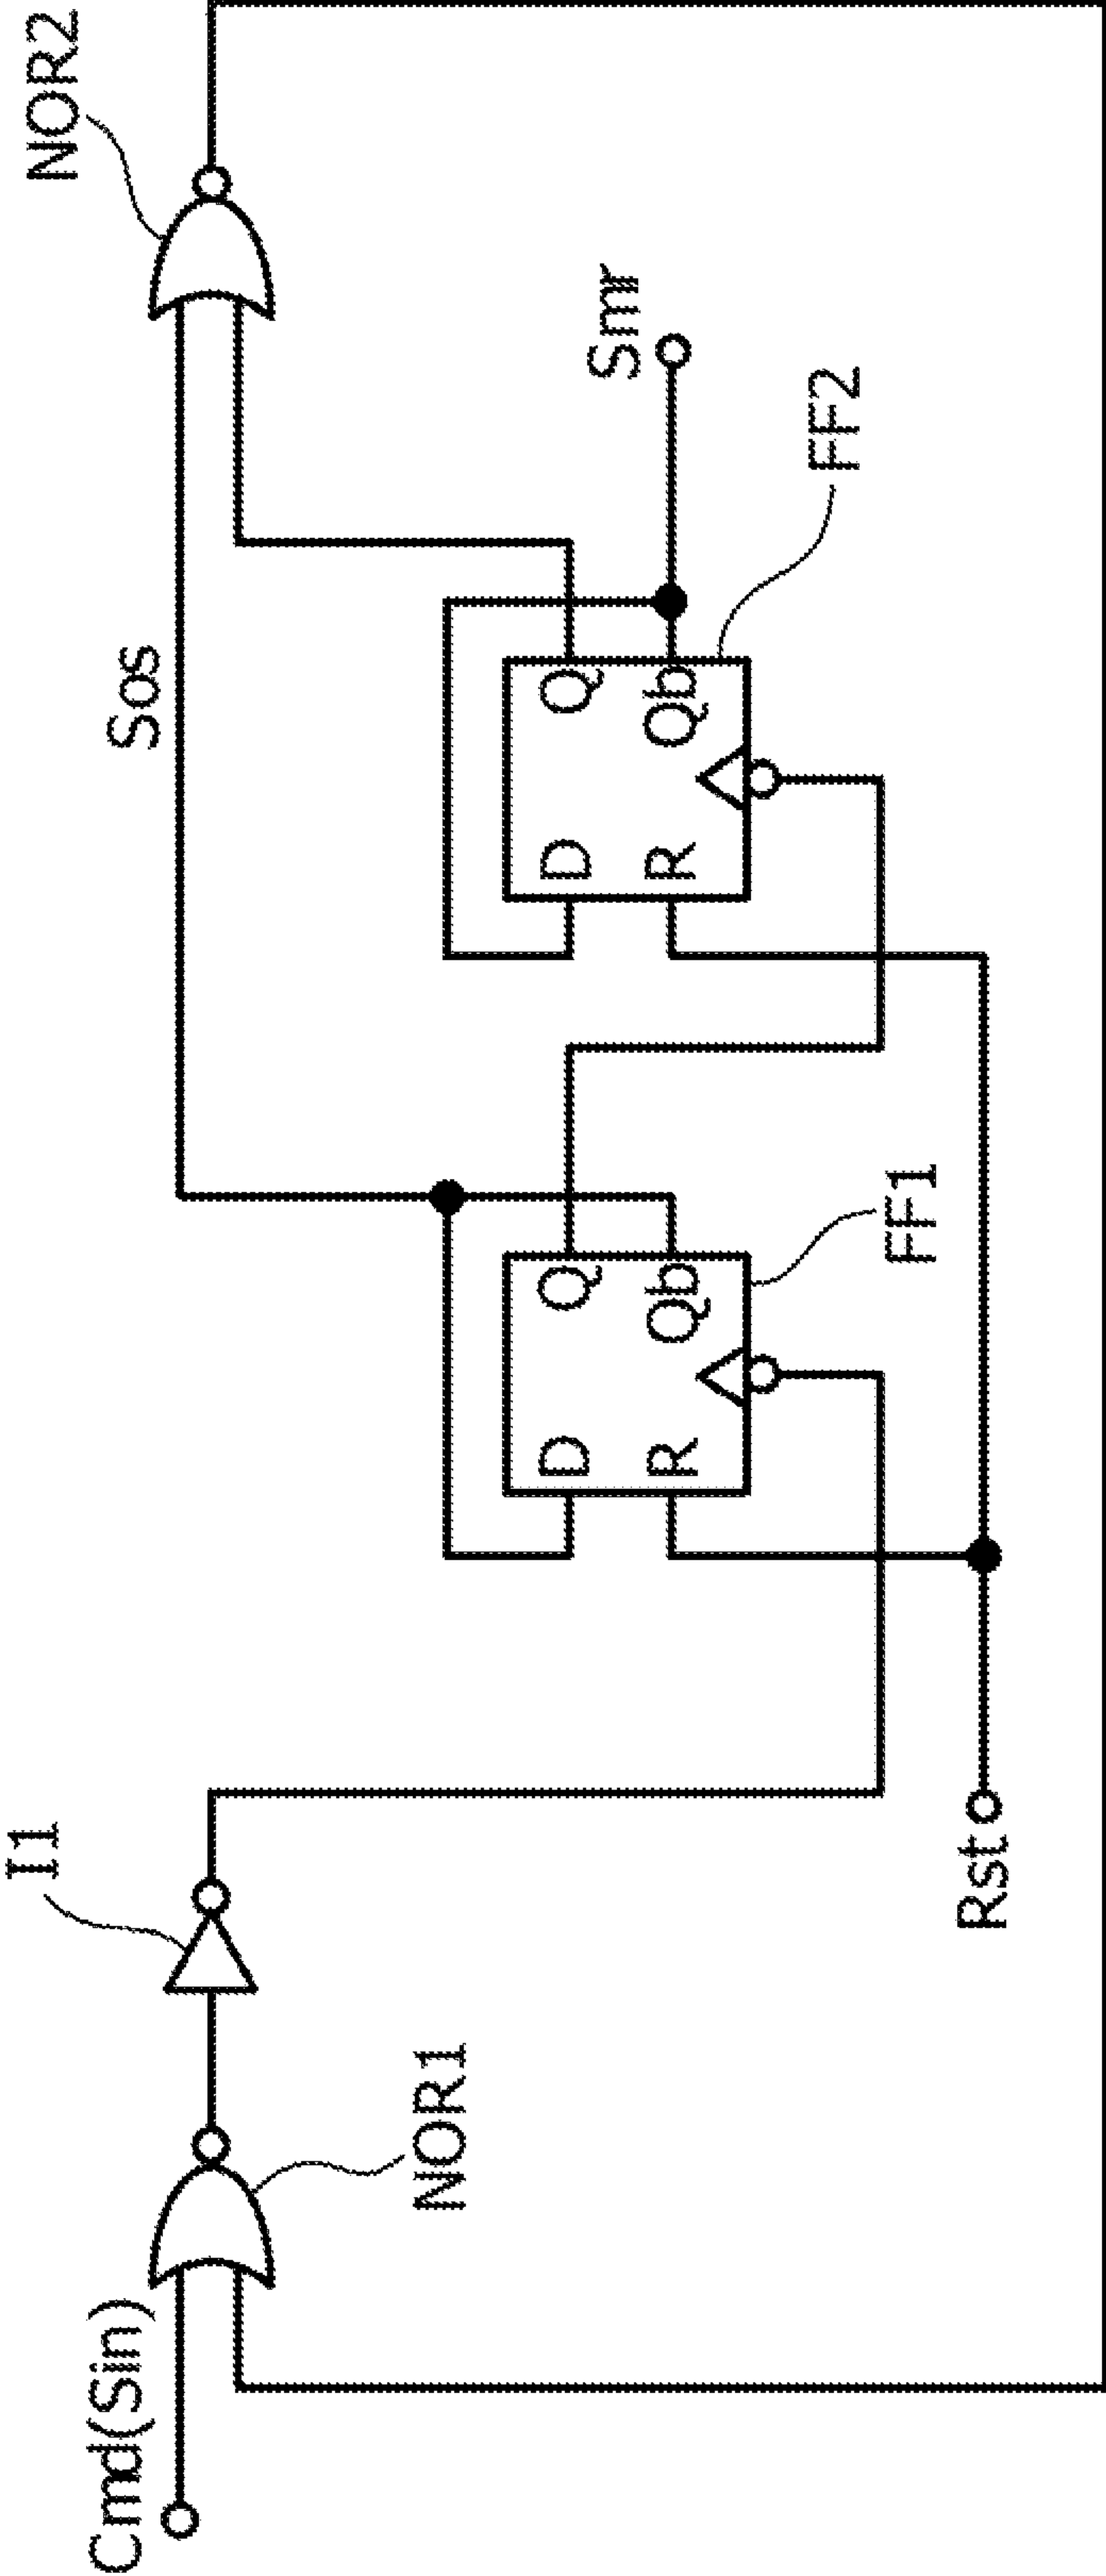 Cmd(Sin)
NOR1
I1
Rst
D
R
Q
Qb
FF1
Sos
D
R
Q
Qb
FF2
Smr
NOR2